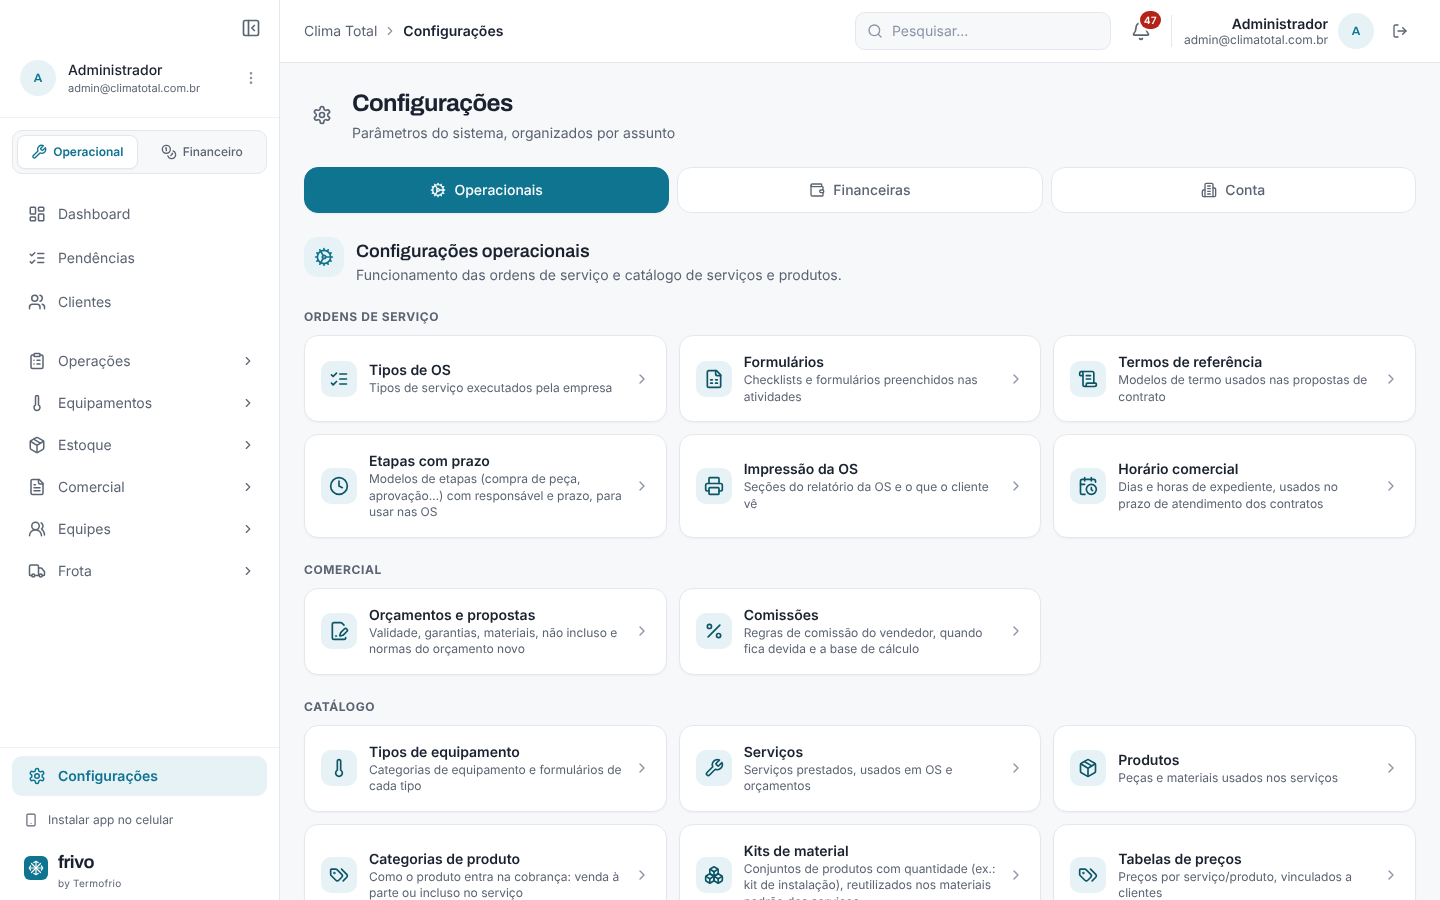 Administrador
admin@climatotal.com.br
Operacional
Financeiro
Dashboard
Pendências
Clientes
Operações
Equipamentos
Estoque
Comercial
Equipes
Frota
Configurações
Instalar app no celular
frivo
by Termofrio
Clima Total > Configurações
Pesquisar...
47
Administrador
admin@climatotal.com.br
A
A
Configurações
Parâmetros do sistema, organizados por assunto
Operacionais
Financeiras
Conta
Configurações operacionais
Funcionamento das ordens de serviço e catálogo de serviços e produtos.
ORDENS DE SERVIÇO
Tipos de OS
Tipos de serviço executados pela empresa
Formulários
Checklists e formulários preenchidos nas
atividades
Termos de referência
Modelos de termo usados nas propostas de
contrato
Etapas com prazo
Modelos de etapas (compra de peça,
aprovação...) com responsável e prazo, para
usar nas OS
Impressão da OS
Seções do relatório da OS e o que o cliente
vê
Horário comercial
Dias e horas de expediente, usados no
prazo de atendimento dos contratos
COMERCIAL
Orçamentos e propostas
Validade, garantias, materiais, não incluso e
normas do orçamento novo
Comissões
Regras de comissão do vendedor, quando
fica devida e a base de cálculo
CATÁLOGO
Tipos de equipamento
Categorias de equipamento e formulários de
cada tipo
Serviços
Serviços prestados, usados em OS e
orçamentos
Produtos
Peças e materiais usados nos serviços
Categorias de produto
Como o produto entra na cobrança: venda à
parte ou incluso no serviço
Kits de material
Conjuntos de produtos com quantidade (ex.:
kit de instalação), reutilizados nos materiais
padrão dos serviços
Tabelas de preços
Preços por serviço/produto, vinculados a
clientes